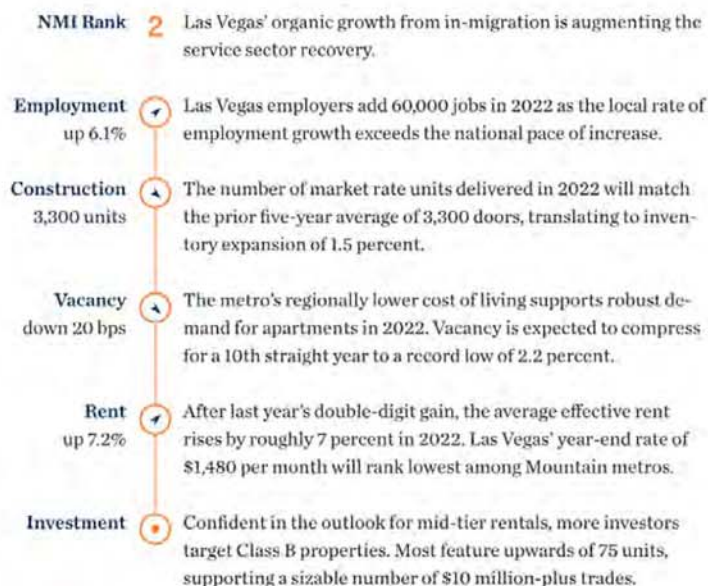 NMI Rank 2 Las Vegas' organic growth from in-migration is augmenting the
service sector recovery.
Employment Las Vegas employers add 60,000 jobs in 2022 as the local rate of
up 6.1% employment growth exceeds the national pace of increase.
Construction The number of market rate units delivered in 2022 will match
3,300 units the prior five-year average of 3,300 doors, translating to inven-
tory expansion of 1.5 percent.
Vacancy The metro's regionally lower cost of living supports robust de-
down 20 bps mand for apartments in 2022. Vacancy is expected to compress
for a 10th straight year to a record low of 2.2 percent.
Rent After last year's double-digit gain, the average effective rent
up 7.2% rises by roughly 7 percent in 2022. Las Vegas' year-end rate of
$1,480 per month will rank lowest among Mountain metros.
Investment Confident in the outlook for mid-tier rentals, more investors
target Class B properties. Most feature upwards of 75 units,
supporting a sizable number of $10 million-plus trades.